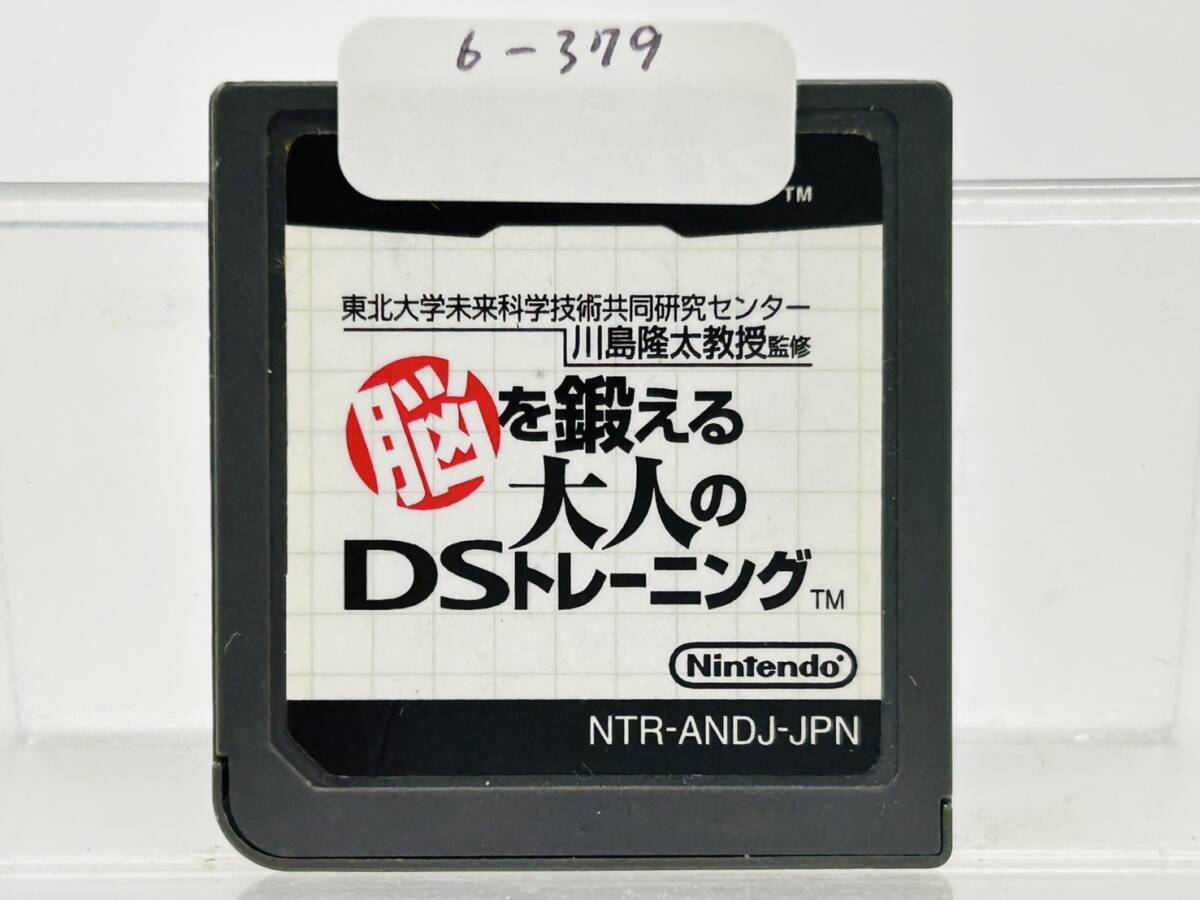 6-379
TM
東北大学未来科学技術共同研究センター
川島隆太教授監修
脳を鍛える
大人の
DSトレーニングTM
Nintendo
NTR-ANDJ-JPN